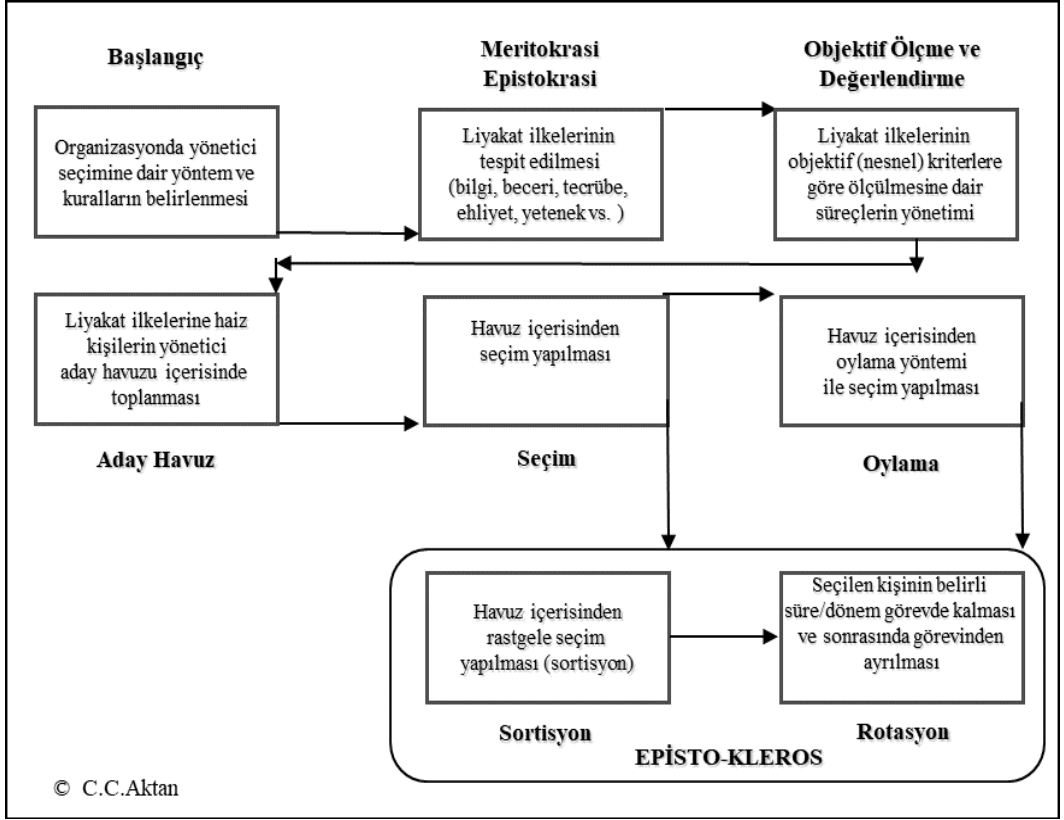 Başlangıç
Meritokrasi
Epistokrasi
Objektif Ölçme ve
Değerlendirme
Organizasyonda yönetici
seçimine dair yöntem ve
kuralların belirlenmesi
Liyakat ilkelerinin
tespit edilmesi
(bilgi, beceri, tecrübe,
ehliyet, yetenek vs. )
Liyakat ilkelerinin
objektif (nesnel) kriterlere
göre ölçülmesine dair
süreçlerin yönetimi
Liyakat ilkelerine haiz
kişilerin yönetici
aday havuzu içerisinde
toplanması
Havuz içerisinden
seçim yapılması
Havuz içerisinden
oylama yöntemi
ile seçim yapılması
Aday Havuz
Seçim
Oylama
Havuz içerisinden
rastgele seçim
yapılması (sortisyon)
Seçilen kişinin belirli
süre/dönem görevde kalması
ve sonrasında görevinden
ayrılması
Sortisyon
Rotasyon
EPİSTO-KLEROS
© C.C.Aktan